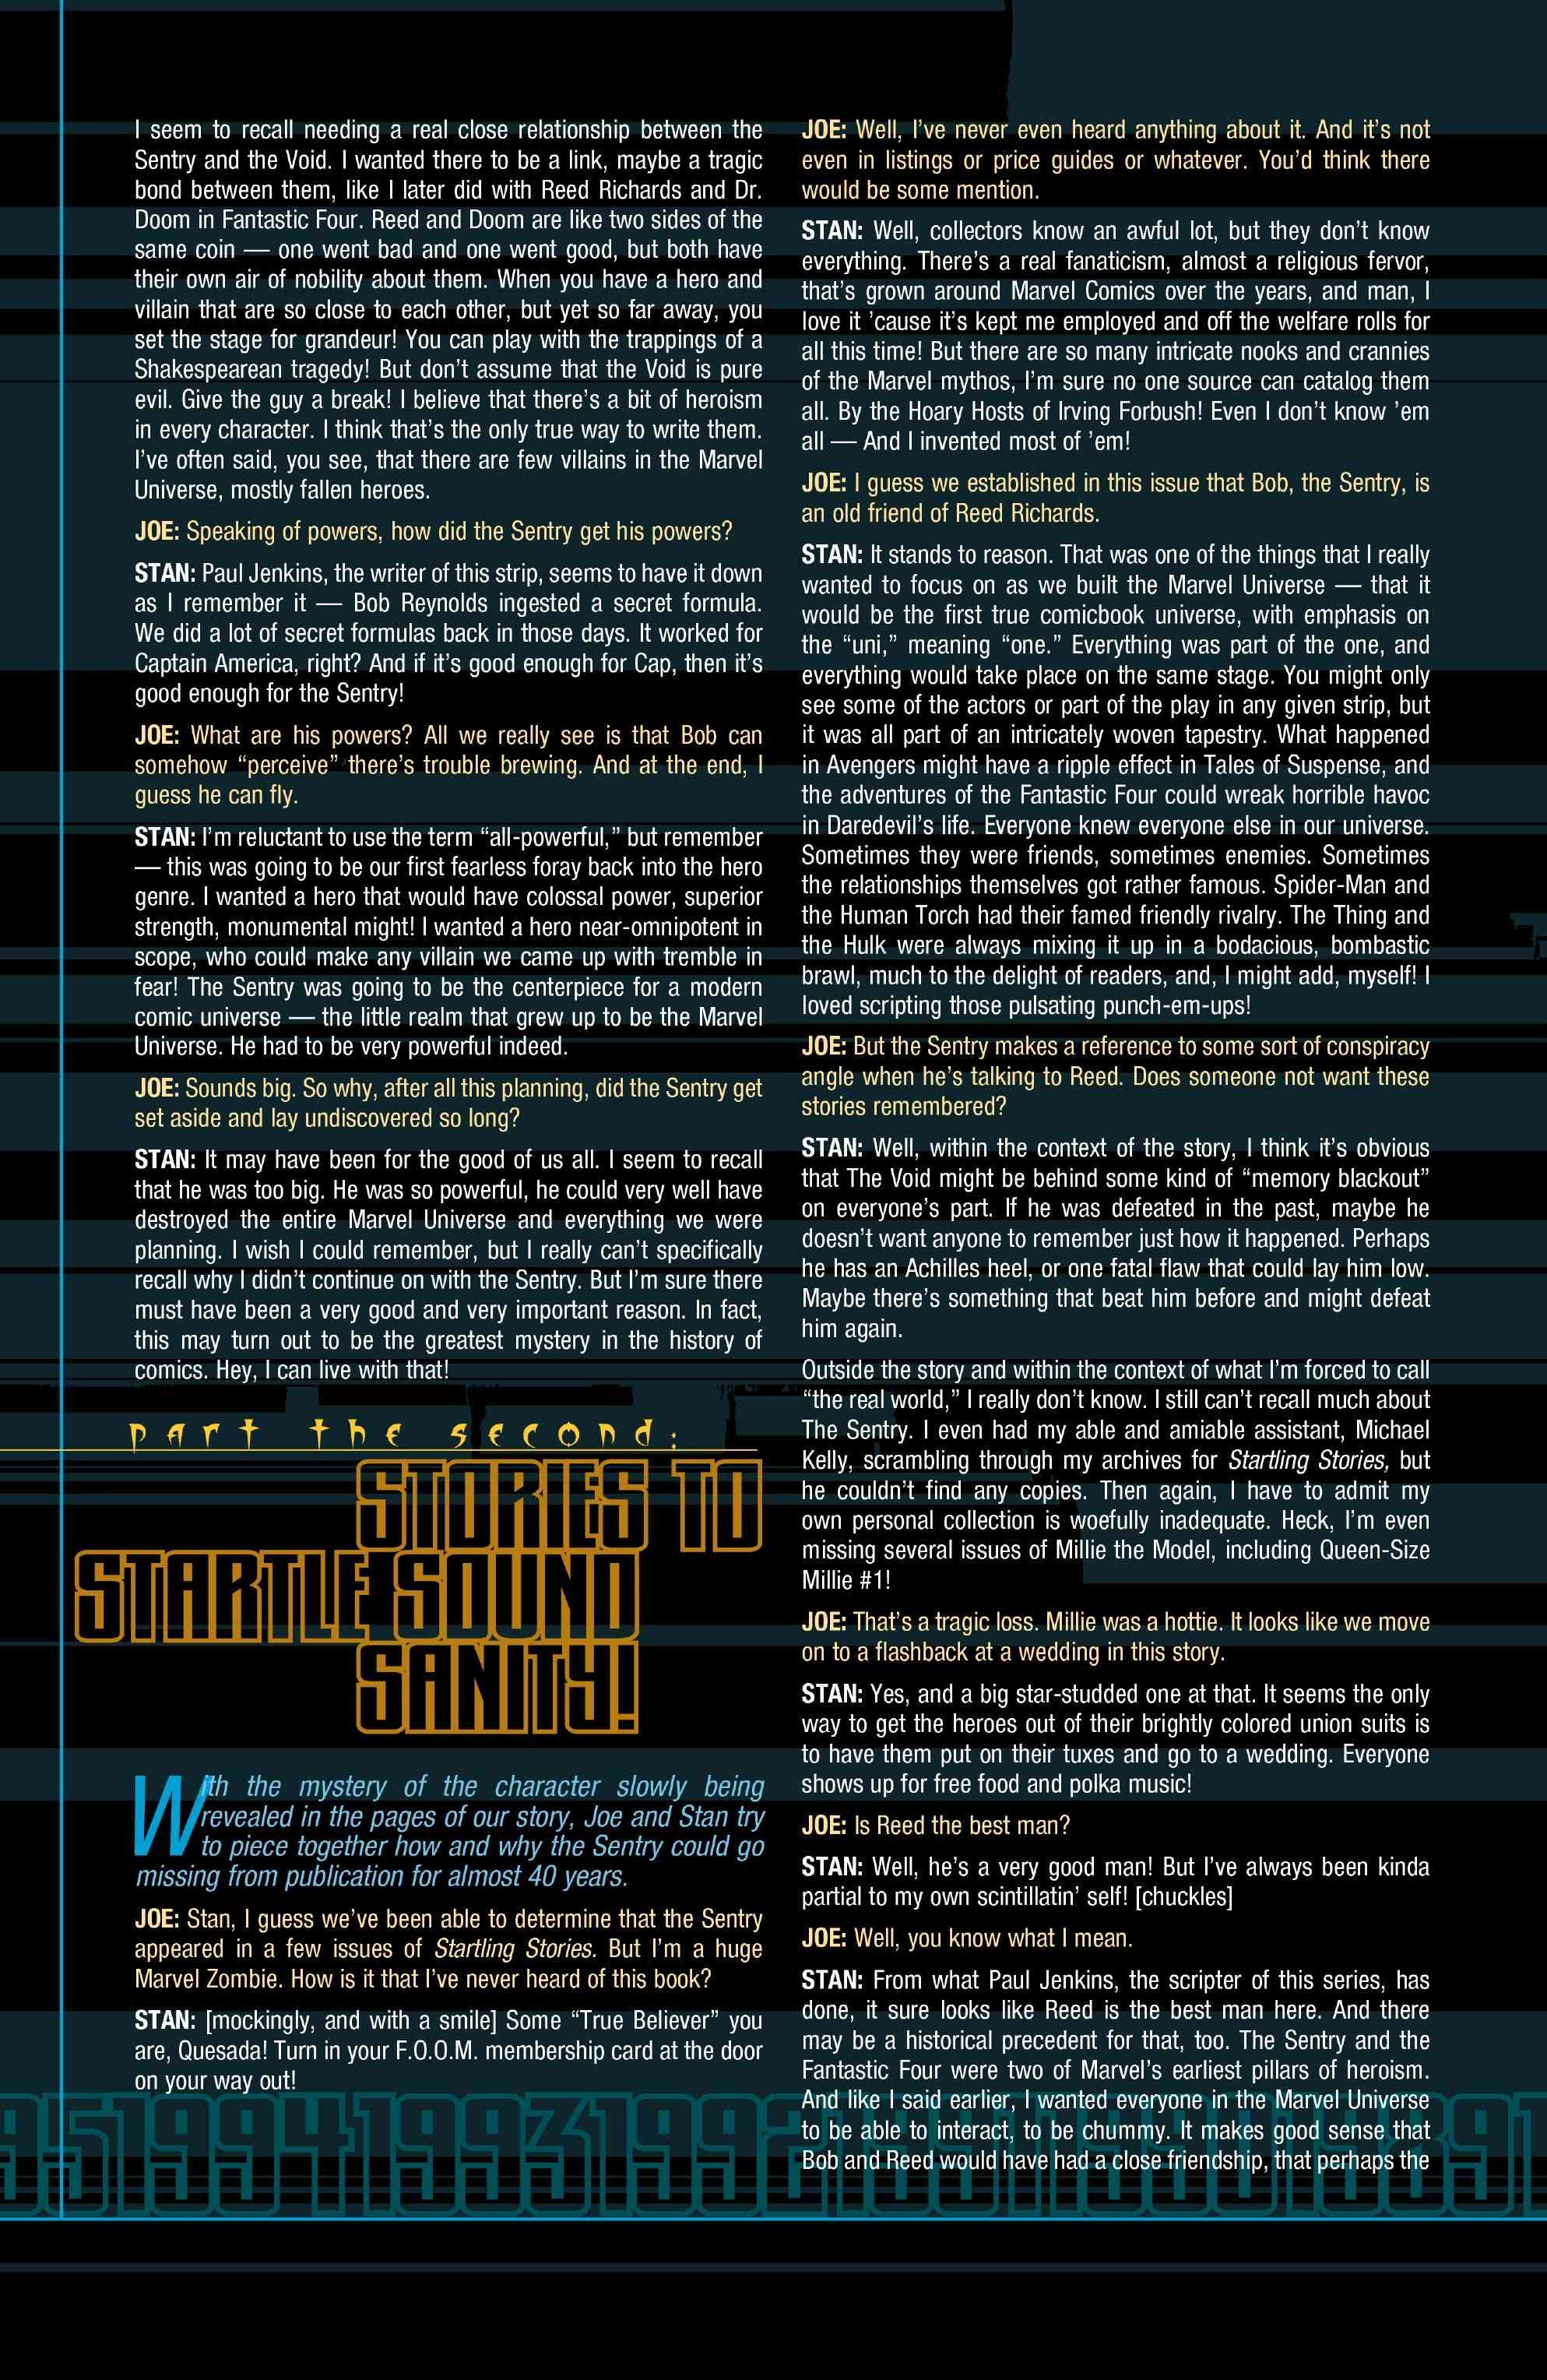 I seem to recall needing a real close relationship between the
Sentry and the Void. I wanted there to be a link, maybe a tragic
bond between them, like I later did with Reed Richards and Dr.
Doom in Fantastic Four. Reed and Doom are like two sides of the
same coin — one went bad and one went good, but both have
their own air of nobility about them. When you have a hero and
villain that are so close to each other, but yet so far away, you
set the stage for grandeur! You can play with the trappings of a
Shakespearean tragedy! But don’t assume that the Void is pure
evil. Give the guy a break! I believe that there’s a bit of heroism
in every character. I think that’s the only true way to write them.
I’ve often said, you see, that there are few villains in the Marvel
Universe, mostly fallen heroes.
JOE: Speaking of powers, how did the Sentry get his powers?
STAN: Paul Jenkins, the writer of this strip, seems to have it down
as I remember it — Bob Reynolds ingested a secret formula.
We did a lot of secret formulas back in those days. It worked for
Captain America, right? And if it’s good enough for Cap, then it’s
good enough for the Sentry!
JOE: What are his powers? All we really see is that Bob can
somehow “perceive” there’s trouble brewing. And at the end, I
guess he can fly.
STAN: I’m reluctant to use the term “all-powerful,” but remember
— this was going to be our first fearless foray back into the hero
genre. I wanted a hero that would have colossal power, superior
strength, monumental might! I wanted a hero near-omnipotent in
scope, who could make any villain we came up with tremble in
fear! The Sentry was going to be the centerpiece for a modern
comic universe — the little realm that grew up to be the Marvel
Universe. He had to be very powerful indeed.
JOE: Sounds big. So why, after all this planning, did the Sentry get
set aside and lay undiscovered so long?
STAN: It may have been for the good of us all. I seem to recall
that he was too big. He was so powerful, he could very well have
destroyed the entire Marvel Universe and everything we were
planning. I wish I could remember, but I really can’t specifically
recall why I didn’t continue on with the Sentry. But I’m sure there
must have been a very good and very important reason. In fact,
this may turn out to be the greatest mystery in the history of
comics. Hey, I can live with that!
part the second:
STORIES TO
STARTLE SOUND
SANITY!
With the mystery of the character slowly being
revealed in the pages of our story, Joe and Stan try
to piece together how and why the Sentry could go
missing from publication for almost 40 years.
JOE: Stan, I guess we’ve been able to determine that the Sentry
appeared in a few issues of Startling Stories. But I’m a huge
Marvel Zombie. How is it that I’ve never heard of this book?
STAN: [mockingly, and with a smile] Some “True Believer” you
are, Quesada! Turn in your F.O.O.M. membership card at the door
on your way out!
JOE: Well, I’ve never even heard anything about it. And it’s not
even in listings or price guides or whatever. You’d think there
would be some mention.
STAN: Well, collectors know an awful lot, but they don’t know
everything. There’s a real fanaticism, almost a religious fervor,
that’s grown around Marvel Comics over the years, and man, I
love it ’cause it’s kept me employed and off the welfare rolls for
all this time! But there are so many intricate nooks and crannies
of the Marvel mythos, I’m sure no one source can catalog them
all. By the Hoary Hosts of Irving Forbush! Even I don’t know ’em
all — And I invented most of ’em!
JOE: I guess we established in this issue that Bob, the Sentry, is
an old friend of Reed Richards.
STAN: It stands to reason. That was one of the things that I really
wanted to focus on as we built the Marvel Universe — that it
would be the first true comicbook universe, with emphasis on
the “uni,” meaning “one.” Everything was part of the one, and
everything would take place on the same stage. You might only
see some of the actors or part of the play in any given strip, but
it was all part of an intricately woven tapestry. What happened
in Avengers might have a ripple effect in Tales of Suspense, and
the adventures of the Fantastic Four could wreak horrible havoc
in Daredevil’s life. Everyone knew everyone else in our universe.
Sometimes they were friends, sometimes enemies. Sometimes
the relationships themselves got rather famous. Spider-Man and
the Human Torch had their famed friendly rivalry. The Thing and
the Hulk were always mixing it up in a bodacious, bombastic
brawl, much to the delight of readers, and, I might add, myself! I
loved scripting those pulsating punch-em-ups!
JOE: But the Sentry makes a reference to some sort of conspiracy
angle when he’s talking to Reed. Does someone not want these
stories remembered?
STAN: Well, within the context of the story, I think it’s obvious
that The Void might be behind some kind of “memory blackout”
on everyone’s part. If he was defeated in the past, maybe he
doesn’t want anyone to remember just how it happened. Perhaps
he has an Achilles heel, or one fatal flaw that could lay him low.
Maybe there’s something that beat him before and might defeat
him again.
Outside the story and within the context of what I’m forced to call
“the real world,” I really don’t know. I still can’t recall much about
The Sentry. I even had my able and amiable assistant, Michael
Kelly, scrambling through my archives for Startling Stories, but
he couldn’t find any copies. Then again, I have to admit my
own personal collection is woefully inadequate. Heck, I’m even
missing several issues of Millie the Model, including Queen-Size
Millie #1!
JOE: That’s a tragic loss. Millie was a hottie. It looks like we move
on to a flashback at a wedding in this story.
STAN: Yes, and a big star-studded one at that. It seems the only
way to get the heroes out of their brightly colored union suits is
to have them put on their tuxes and go to a wedding. Everyone
shows up for free food and polka music!
JOE: Is Reed the best man?
STAN: Well, he’s a very good man! But I’ve always been kinda
partial to my own scintillatin’ self! [chuckles]
JOE: Well, you know what I mean.
STAN: From what Paul Jenkins, the scripter of this series, has
done, it sure looks like Reed is the best man here. And there
may be a historical precedent for that, too. The Sentry and the
Fantastic Four were two of Marvel’s earliest pillars of heroism.
And like I said earlier, I wanted everyone in the Marvel Universe
to be able to interact, to be chummy. It makes good sense that
Bob and Reed would have had a close friendship, that perhaps the
95 1994 1993 1992 1991 1990 1989 1